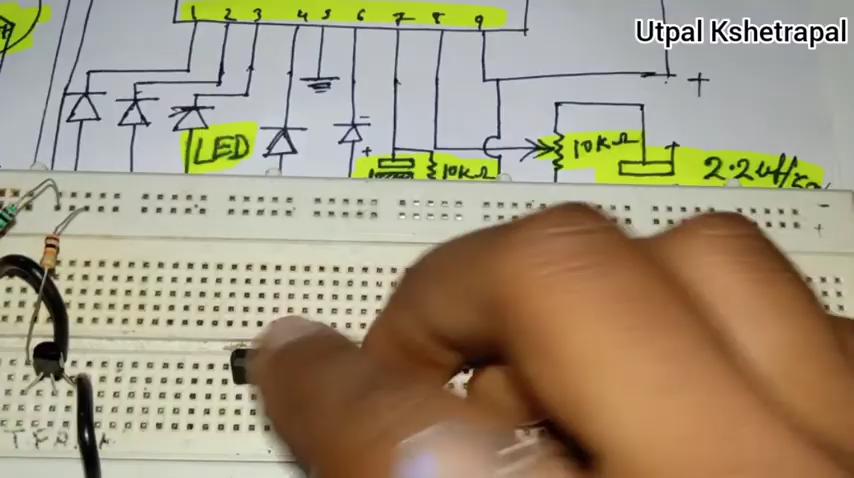 Utpal Kshetrapal
1 2 3 4 5 6 7 8 9
+
LED
+
10KΩ
10KΩ
+
2.2uf
-
+